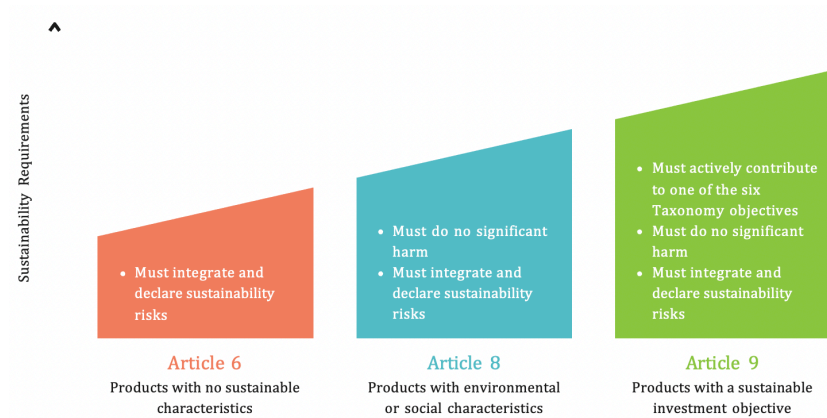 Sustainability Requirements
• Must integrate and
declare sustainability
risks
Article 6
Products with no sustainable
characteristics
• Must do no significant
harm
• Must integrate and
declare sustainability
risks
Article 8
Products with environmental
or social characteristics
• Must actively contribute
to one of the six
Taxonomy objectives
• Must do no significant
harm
• Must integrate and
declare sustainability
risks
Article 9
Products with a sustainable
investment objective